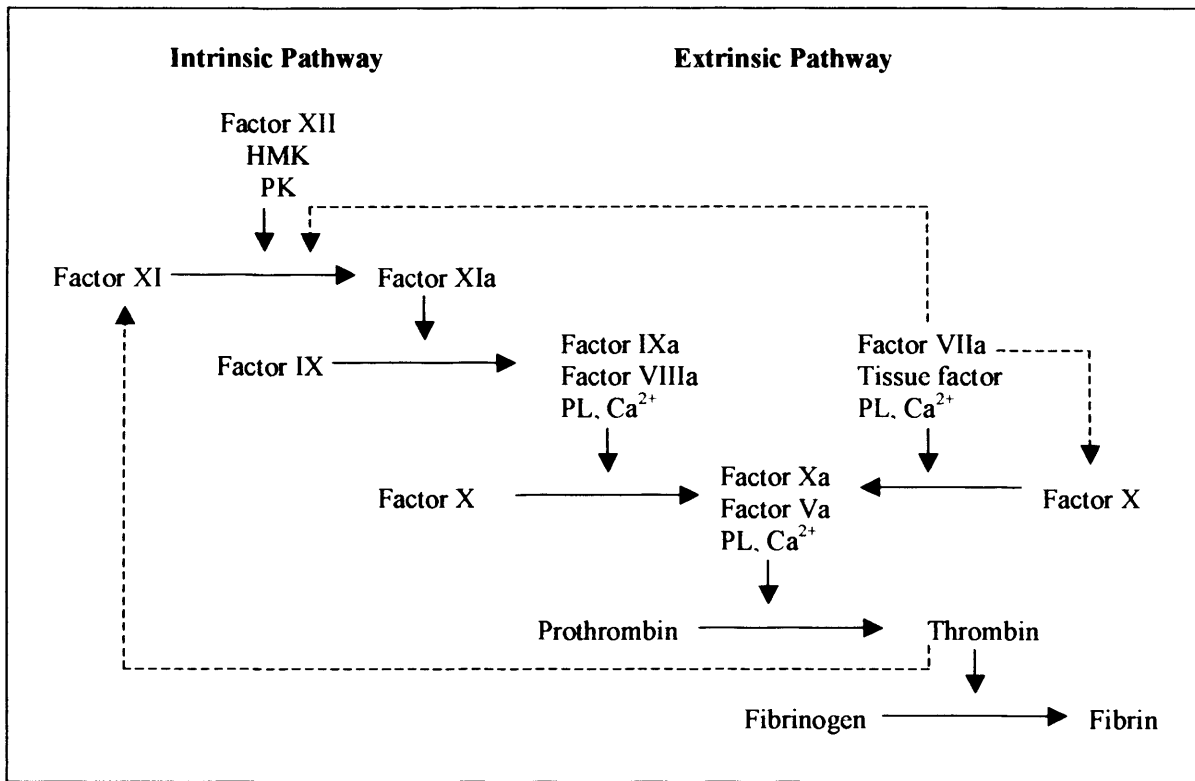 Intrinsic Pathway
Extrinsic Pathway
Factor XII
HMK
PK
Factor XI
Factor XIa
Factor IX
Factor IXa
Factor VIIIa
PL, Ca²⁺
Factor VIIa
Tissue factor
PL, Ca²⁺
Factor X
Factor Xa
Factor Va
PL, Ca²⁺
Factor X
Prothrombin
Thrombin
Fibrinogen
Fibrin